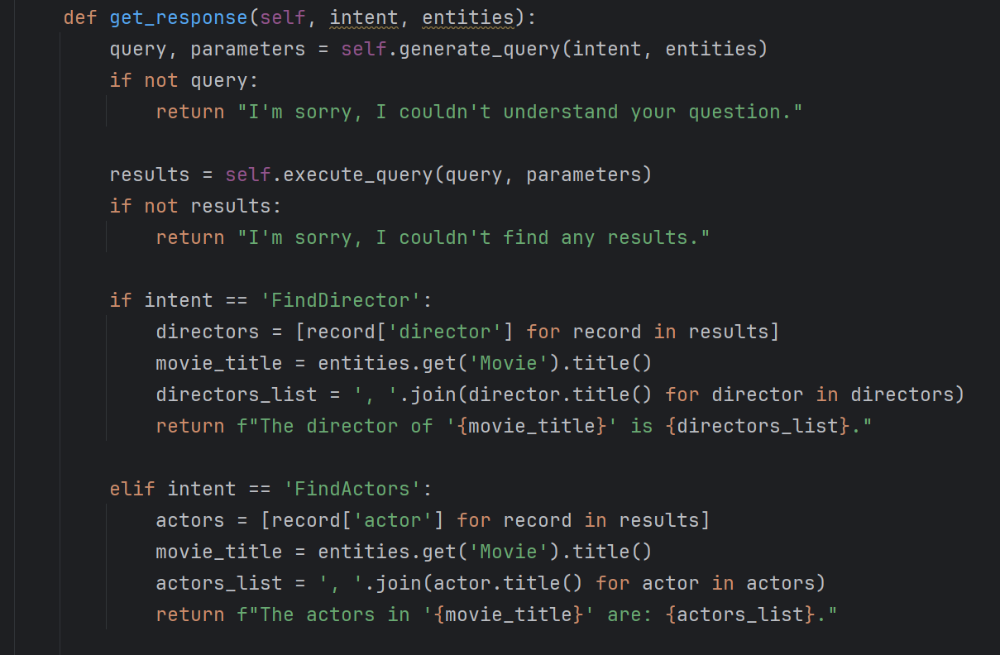 def get_response(self, intent, entities):
    query, parameters = self.generate_query(intent, entities)
    if not query:
        return "I'm sorry, I couldn't understand your question."

    results = self.execute_query(query, parameters)
    if not results:
        return "I'm sorry, I couldn't find any results."

    if intent == 'FindDirector':
        directors = [record['director'] for record in results]
        movie_title = entities.get('Movie').title()
        directors_list = ', '.join(director.title() for director in directors)
        return f"The director of '{movie_title}' is {directors_list}."

    elif intent == 'FindActors':
        actors = [record['actor'] for record in results]
        movie_title = entities.get('Movie').title()
        actors_list = ', '.join(actor.title() for actor in actors)
        return f"The actors in '{movie_title}' are: {actors_list}."